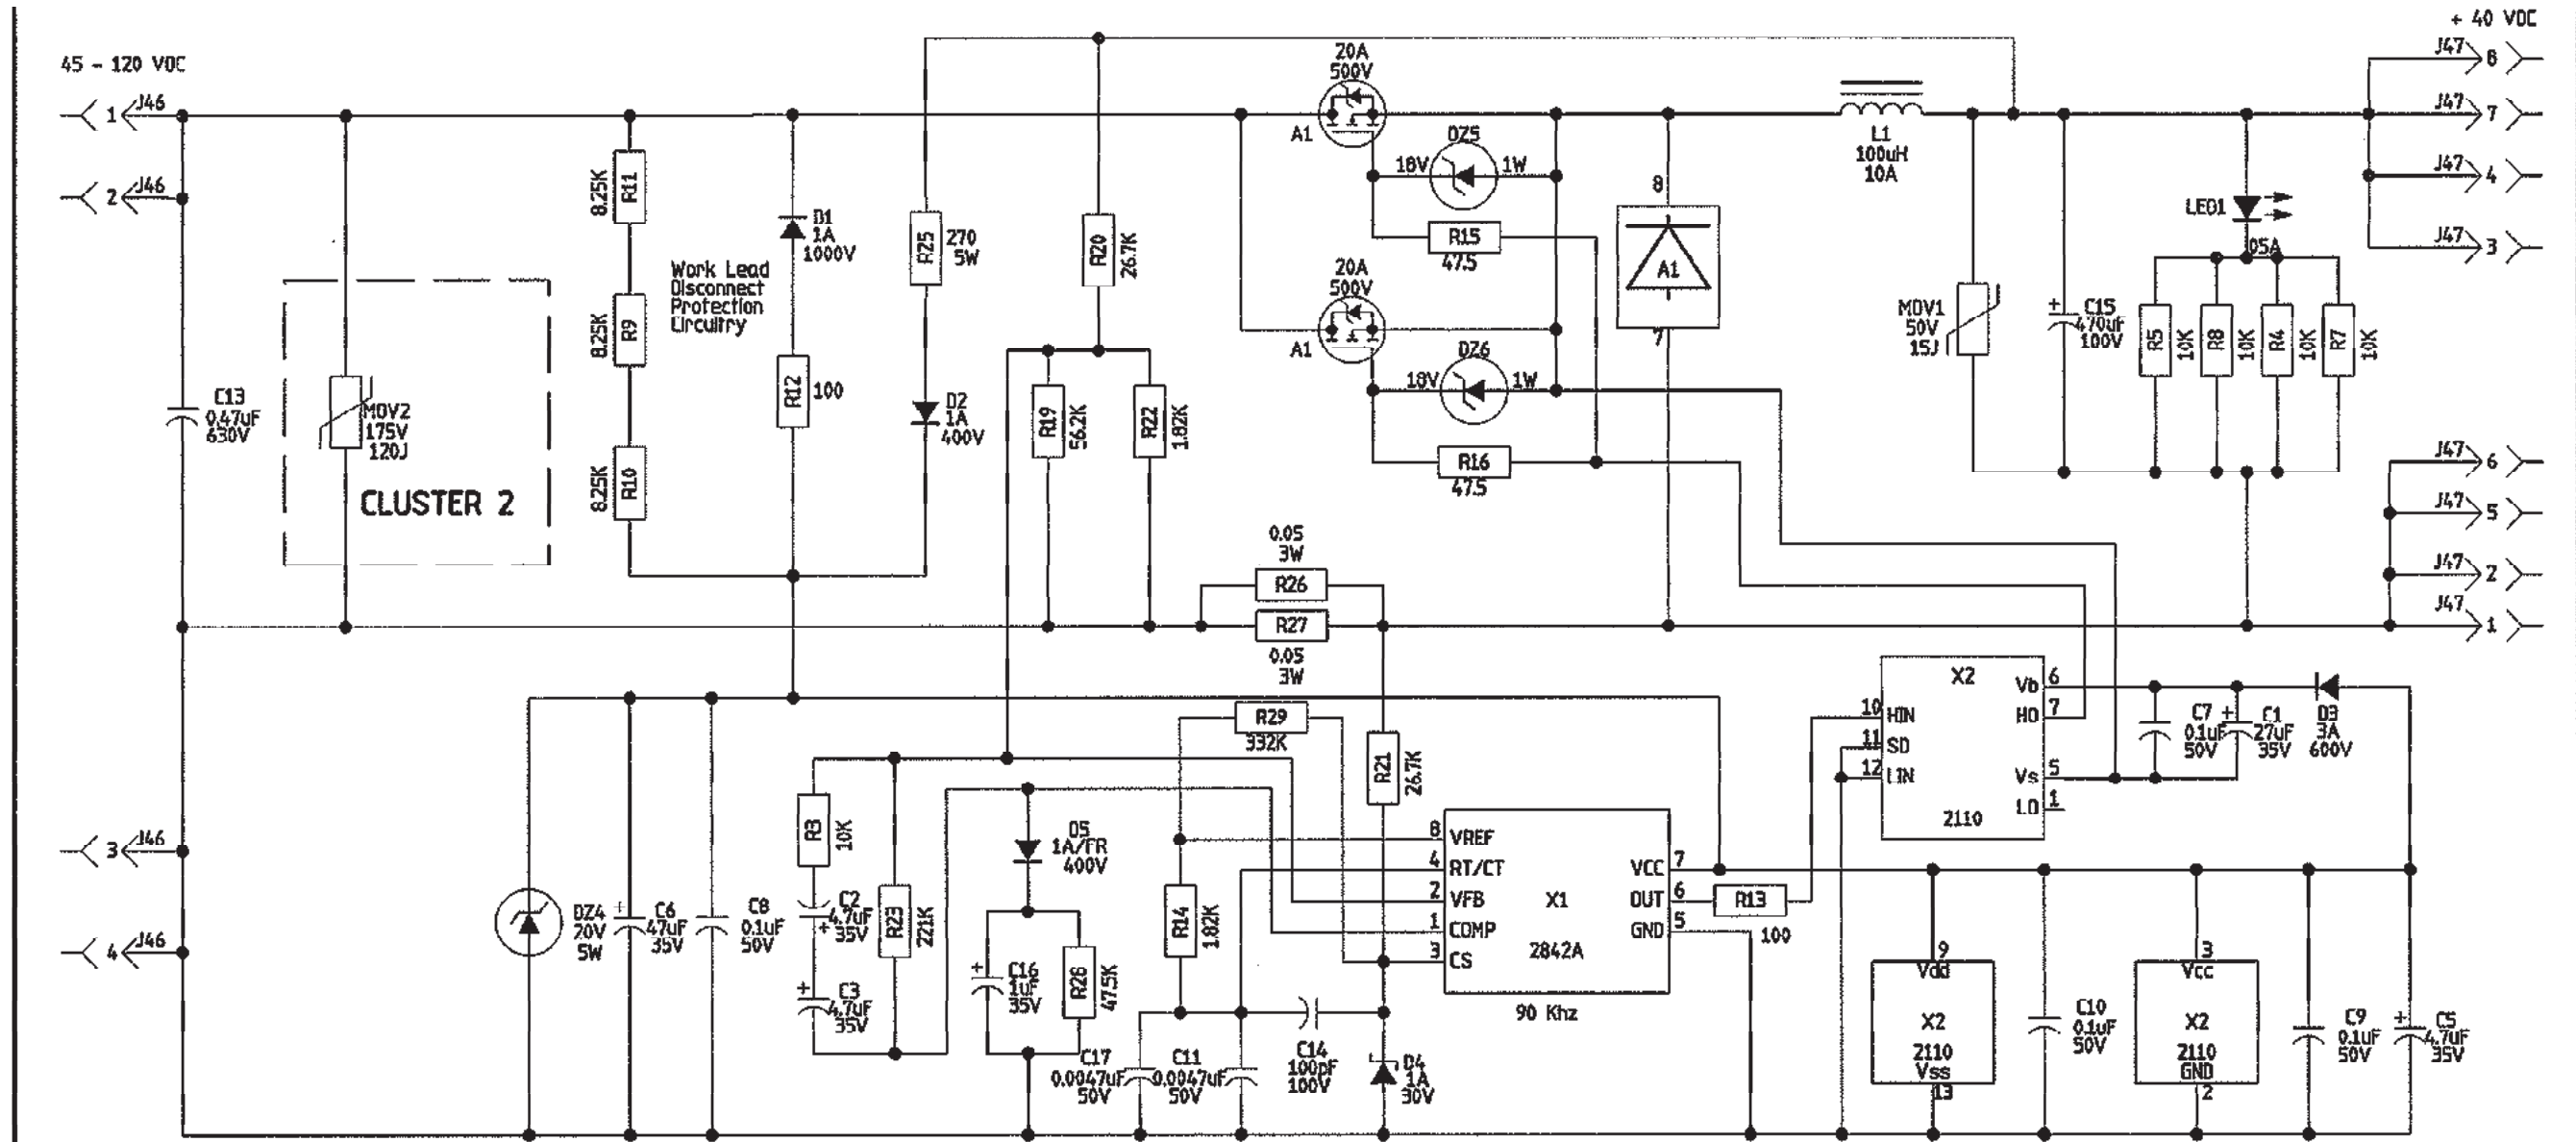 45 - 120 VDC
1 J46
2 J46
C13
0.47uF
630V
MOV2
175V
120J
CLUSTER 2
R11
8.25K
R9
8.25K
R10
8.25K
Work Lead
Disconnect
Protection
Circuitry
D1
1A
1000V
R12 100
R25
270
5W
D2
1A
400V
R20
26.7K
R19
56.2K
R22
1.82K
20A
500V
A1
DZ5
18V 1W
R15
47.5
20A
500V
A1
DZ6
18V 1W
R16
47.5
8
A1
7
L1
100uH
10A
MOV1
50V
15J
C15
+
470uF
100V
LED1
D5A
R5
10K
R8
10K
R4
10K
R7
10K
+ 40 VDC
J47 8
J47 7
J47 4
J47 3
J47 6
J47 5
J47 2
J47 1
0.05
3W
R26
R27
0.05
3W
3 J46
4 J46
DZ4
20V
5W
+
C6
47uF
35V
C8
0.1uF
50V
R3
10K
C2
4.7uF
35V
+
+
C3
4.7uF
35V
R23
221K
D5
1A/FR
400V
+
C16
1uF
35V
R28
47.5K
R29
332K
R14
1.82K
R21
26.7K
C17
0.0047uF
50V
C11
0.0047uF
50V
C14
100pF
100V
D4
1A
30V
8 VREF
4 RT/CT
2 VFB
1 COMP
3 CS
X1
2842A
VCC 7
OUT 6
GND 5
90 Khz
R13
100
X2
10 HIN
11 SD
12 LIN
Vb 6
HO 7
Vs 5
LO 1
2110
C7
0.1uF
50V
+
C1
27uF
35V
D3
3A
600V
9
Vdd
X2
2110
Vss
13
C10
0.1uF
50V
3
Vcc
X2
2110
GND
2
C9
0.1uF
50V
+
C5
4.7uF
35V